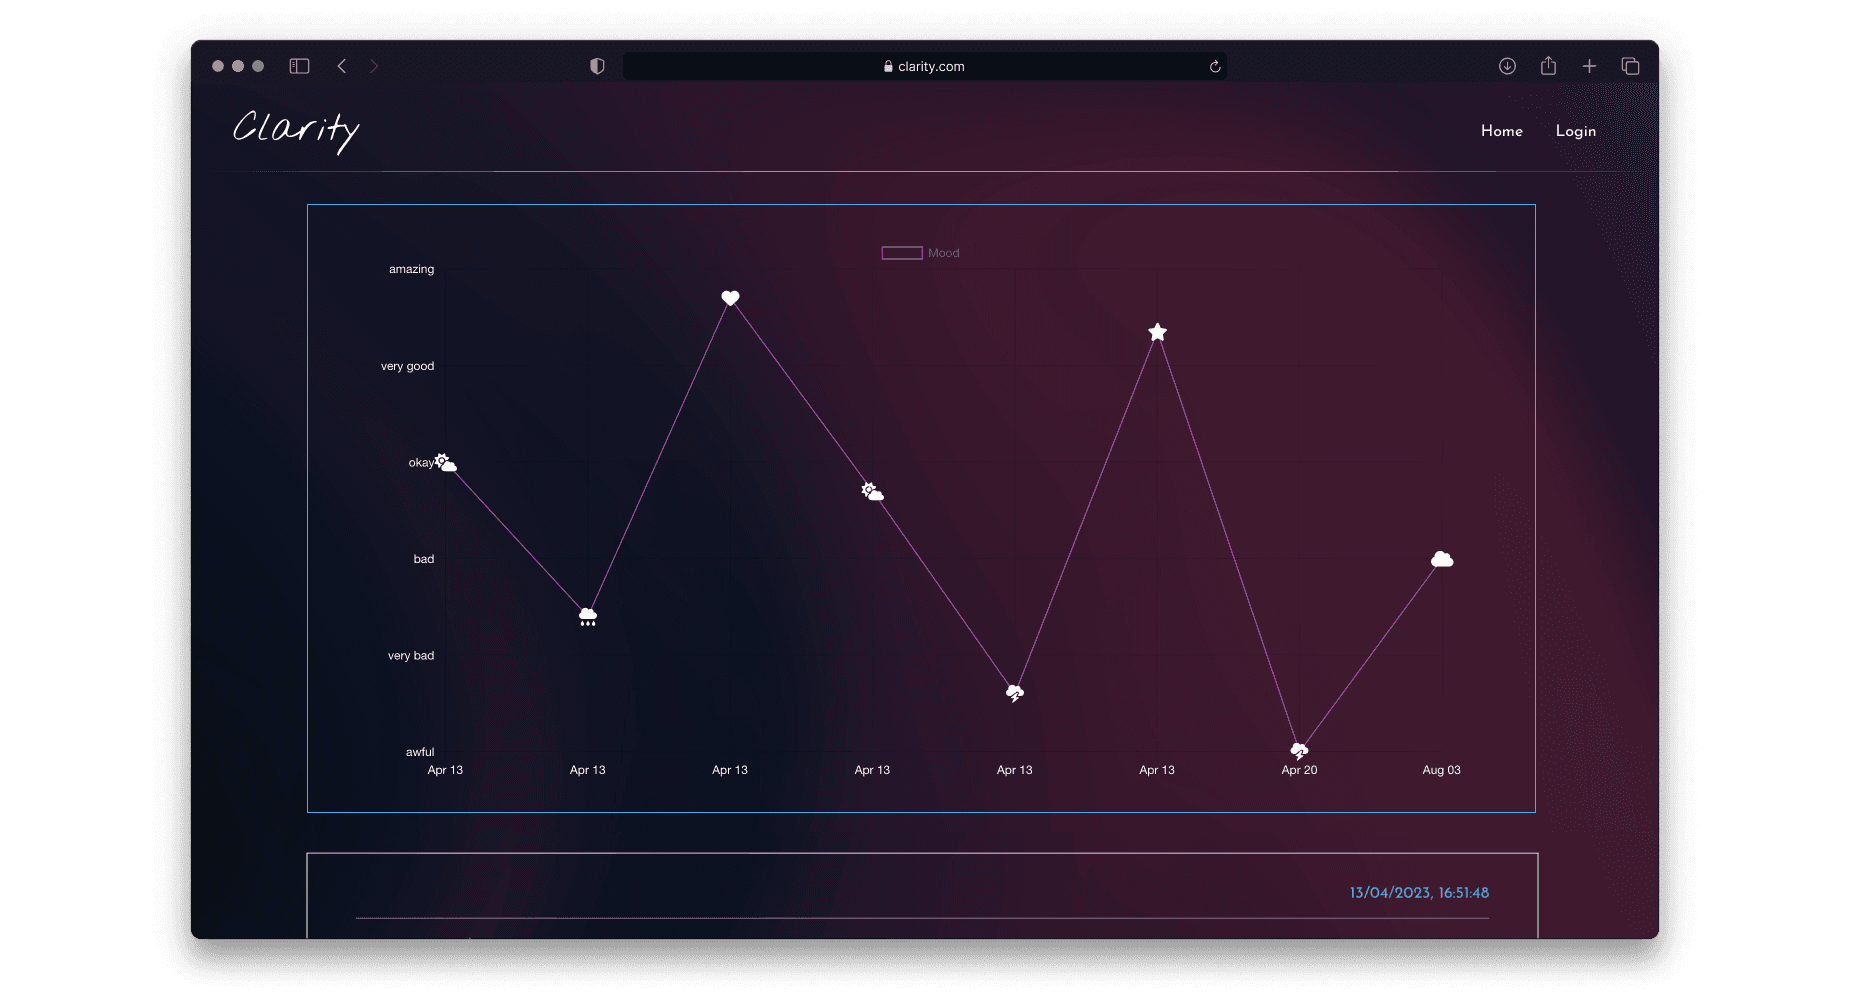 clarity.com
Clarity
Home Login
Mood
amazing
very good
okay
bad
very bad
awful
Apr 13 Apr 13 Apr 13 Apr 13 Apr 13 Apr 13 Apr 20 Aug 03
13/04/2023, 16:51:48